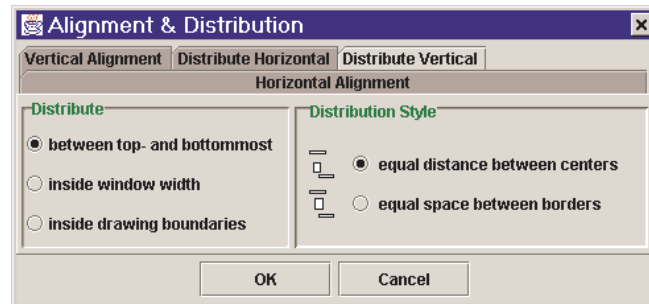 Alignment & Distribution
Vertical Alignment Distribute Horizontal Distribute Vertical
Horizontal Alignment
Distribute
between top- and bottommost
inside window width
inside drawing boundaries
Distribution Style
equal distance between centers
equal space between borders
OK Cancel